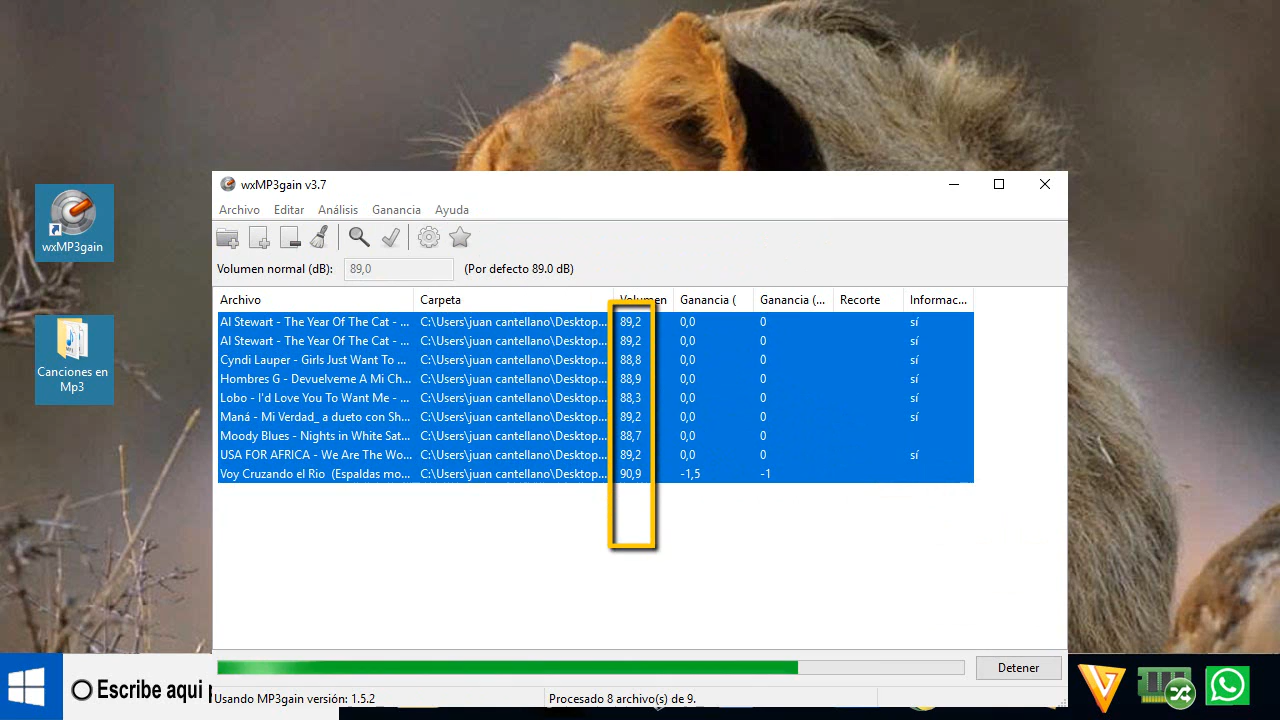 wxMP3gain v3.7
Archivo Editar Análisis Ganancia Ayuda
Volumen normal (dB): 89,0 (Por defecto 89.0 dB)
Archivo Carpeta Volumen Ganancia ( Ganancia (... Recorte Informac...
Al Stewart - The Year Of The Cat - ... C:\Users\juan cantellano\Desktop... 89,2 0,0 0 sí
Al Stewart - The Year Of The Cat - ... C:\Users\juan cantellano\Desktop... 89,2 0,0 0 sí
Cyndi Lauper - Girls Just Want To ... C:\Users\juan cantellano\Desktop... 88,8 0,0 0 sí
Hombres G - Devuelveme A Mi Ch... C:\Users\juan cantellano\Desktop... 88,9 0,0 0 sí
Lobo - I'd Love You To Want Me - ... C:\Users\juan cantellano\Desktop... 88,3 0,0 0 sí
Maná - Mi Verdad_ a dueto con Sh... C:\Users\juan cantellano\Desktop... 89,2 0,0 0 sí
Moody Blues - Nights in White Sat... C:\Users\juan cantellano\Desktop... 88,7 0,0 0
USA FOR AFRICA - We Are The Wo... C:\Users\juan cantellano\Desktop... 89,2 0,0 0 sí
Voy Cruzando el Rio (Espaldas mo... C:\Users\juan cantellano\Desktop... 90,9 -1,5 -1
Detener
Usando MP3gain versión: 1.5.2 Procesado 8 archivo(s) de 9.
wxMP3gain
Canciones en
Mp3
Escribe aqui